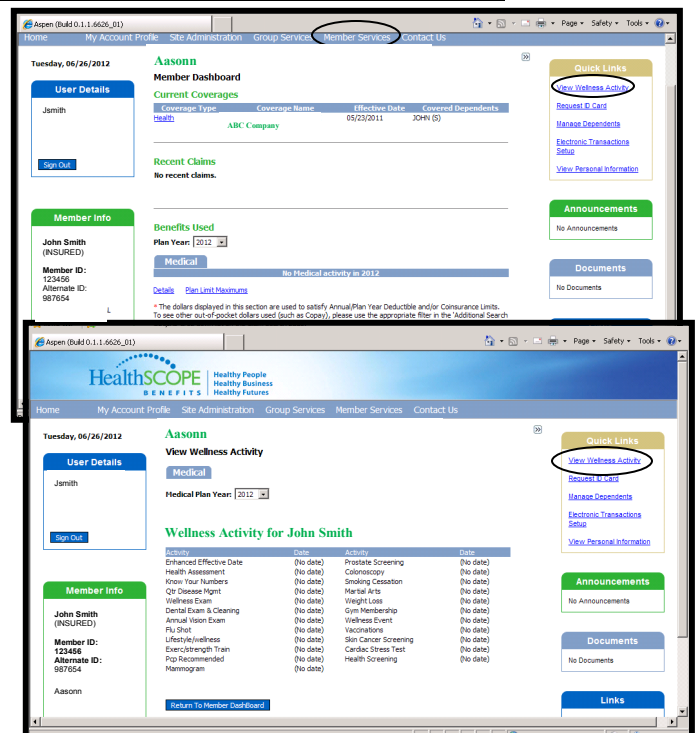 Aspen (Build 0.1.1.6626_01)
Page Safety Tools
Home My Account Profile Site Administration Group Services Member Services Contact Us
Tuesday, 06/26/2012
User Details
Jsmith
Sign Out
Member Info
John Smith
(INSURED)
Member ID:
123456
Alternate ID:
987654
Aasonn
Member Dashboard
Current Coverages
Coverage Type Coverage Name Effective Date Covered Dependents
Health ABC Company 05/23/2011 JOHN (S)
Recent Claims
No recent claims.
Benefits Used
Plan Year: 2012
Medical
No Medical activity in 2012
Details Plan Limit Maximums
* The dollars displayed in this section are used to satisfy Annual/Plan Year Deductible and/or Coinsurance Limits.
To see other out-of-pocket dollars used (such as Copay), please use the appropriate filter in the 'Additional Search
Quick Links
View Wellness Activity
Request ID Card
Manage Dependents
Electronic Transactions
Setup
View Personal Information
Announcements
No Announcements
Documents
No Documents
Aspen (Build 0.1.1.6626_01)
Page Safety Tools
HealthSCOPE
BENEFITS
Healthy People
Healthy Business
Healthy Futures
Home My Account Profile Site Administration Group Services Member Services Contact Us
Tuesday, 06/26/2012
User Details
Jsmith
Sign Out
Member Info
John Smith
(INSURED)
Member ID:
123456
Alternate ID:
987654
Aasonn
Aasonn
View Wellness Activity
Medical
Medical Plan Year: 2012
Wellness Activity for John Smith
Activity Date Activity Date
Enhanced Effective Date (No date) Prostate Screening (No date)
Health Assessment (No date) Colonoscopy (No date)
Know Your Numbers (No date) Smoking Cessation (No date)
Qtr Disease Mgmt (No date) Martial Arts (No date)
Wellness Exam (No date) Weight Loss (No date)
Dental Exam & Cleaning (No date) Gym Membership (No date)
Annual Vision Exam (No date) Wellness Event (No date)
Flu Shot (No date) Vaccinations (No date)
Lifestyle/wellness (No date) Skin Cancer Screening (No date)
Exerc/strength Train (No date) Cardiac Stress Test (No date)
Pcp Recommended (No date) Health Screening (No date)
Mammogram (No date)
Return To Member DashBoard
Quick Links
View Wellness Activity
Request ID Card
Manage Dependents
Electronic Transactions
Setup
View Personal Information
Announcements
No Announcements
Documents
No Documents
Links